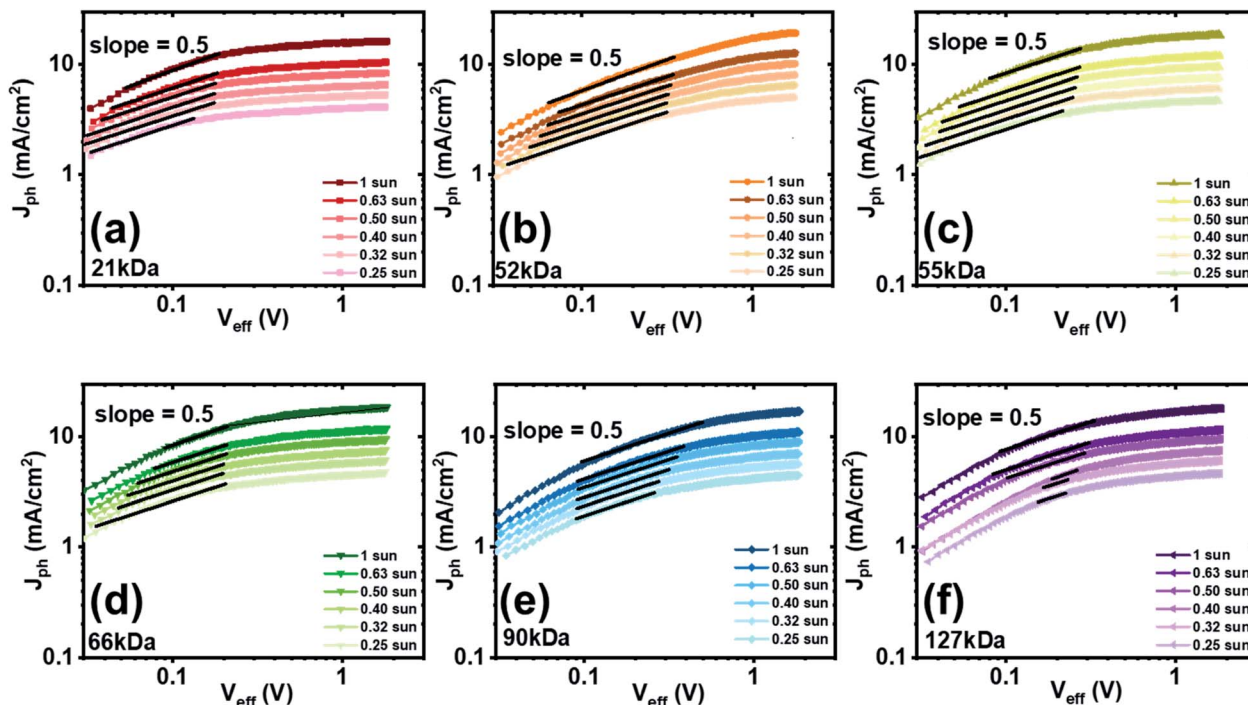 10
1
0.1
J_ph (mA/cm²)
slope = 0.5
1 sun
0.63 sun
0.50 sun
0.40 sun
0.32 sun
0.25 sun
(a)
21kDa
0.1
1
V_eff (V)
10
1
0.1
J_ph (mA/cm²)
slope = 0.5
1 sun
0.63 sun
0.50 sun
0.40 sun
0.32 sun
0.25 sun
(b)
52kDa
0.1
1
V_eff (V)
10
1
0.1
J_ph (mA/cm²)
slope = 0.5
1 sun
0.63 sun
0.50 sun
0.40 sun
0.32 sun
0.25 sun
(c)
55kDa
0.1
1
V_eff (V)
10
1
0.1
J_ph (mA/cm²)
slope = 0.5
1 sun
0.63 sun
0.50 sun
0.40 sun
0.32 sun
0.25 sun
(d)
66kDa
0.1
1
V_eff (V)
10
1
0.1
J_ph (mA/cm²)
slope = 0.5
1 sun
0.63 sun
0.50 sun
0.40 sun
0.32 sun
0.25 sun
(e)
90kDa
0.1
1
V_eff (V)
10
1
0.1
J_ph (mA/cm²)
slope = 0.5
1 sun
0.63 sun
0.50 sun
0.40 sun
0.32 sun
0.25 sun
(f)
127kDa
0.1
1
V_eff (V)